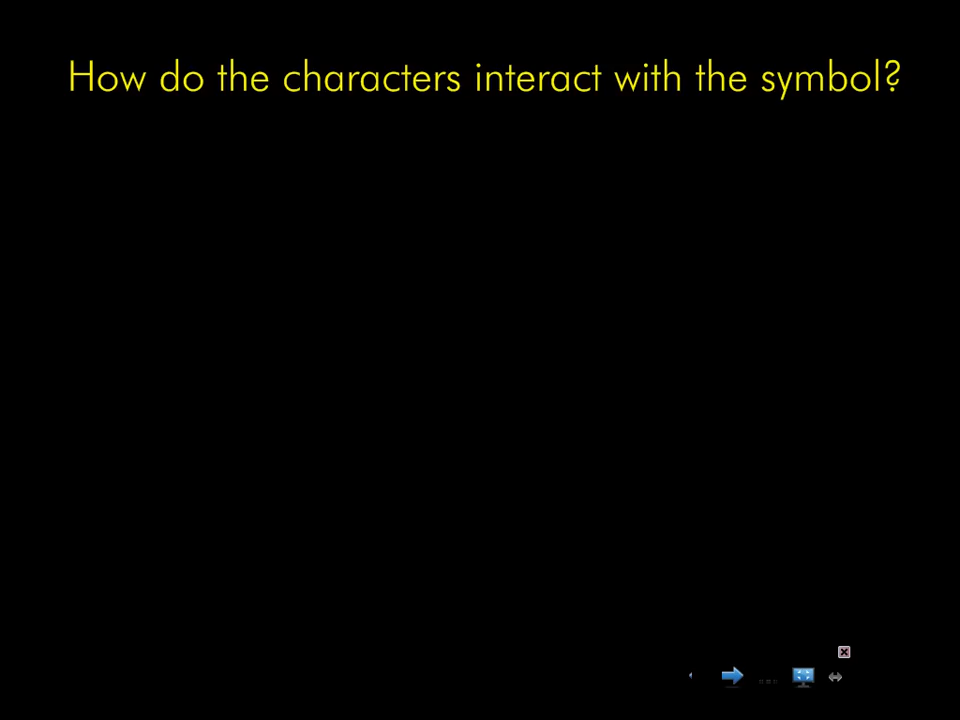 How do the characters interact with the symbol?